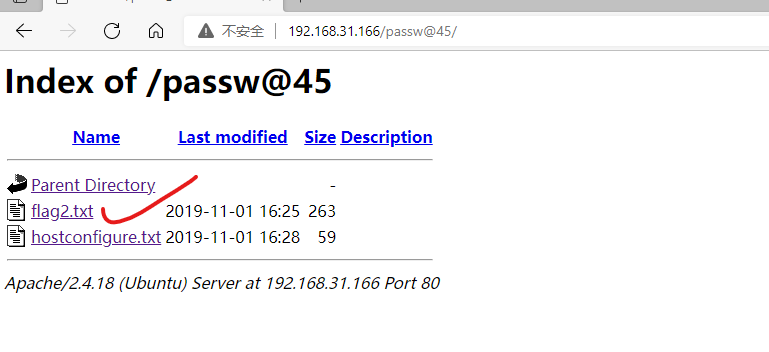 不安全 192.168.31.166/passw@45/
Index of /passw@45
Name Last modified Size Description
Parent Directory -
flag2.txt 2019-11-01 16:25 263
hostconfigure.txt 2019-11-01 16:28 59
Apache/2.4.18 (Ubuntu) Server at 192.168.31.166 Port 80